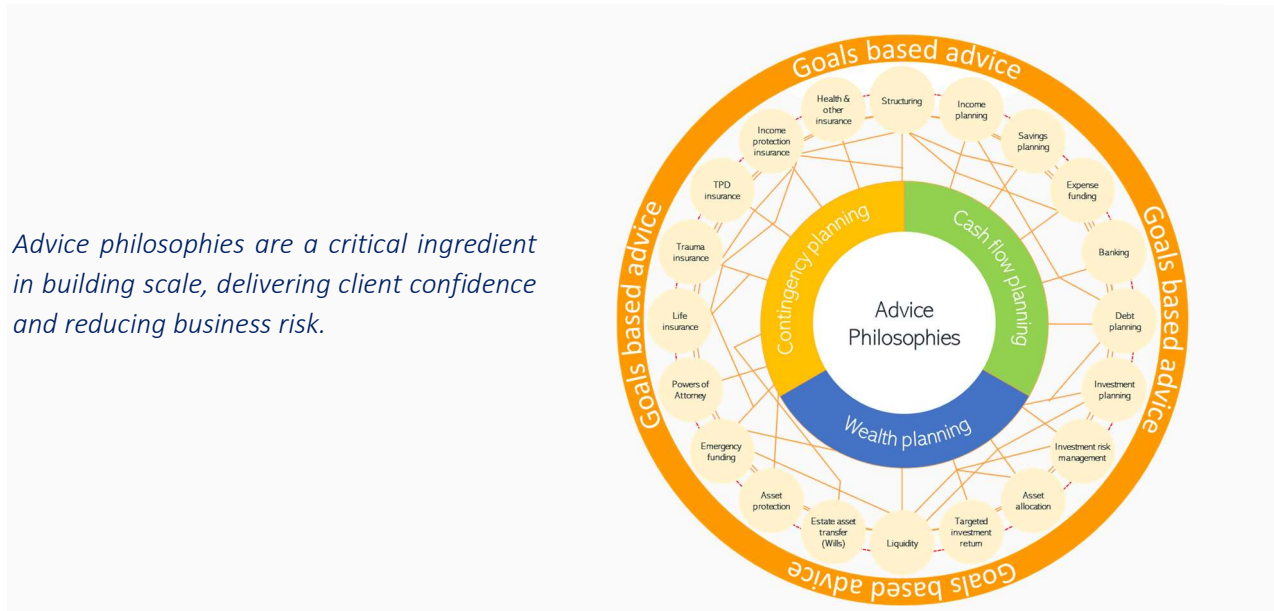 Advice philosophies are a critical ingredient
in building scale, delivering client confidence
and reducing business risk.
Goals based advice
Goals based advice
Goals based advice
Goals based advice
Structuring
Income
planning
Savings
planning
Expense
funding
Banking
Debt
planning
Investment
planning
Investment risk
management
Asset
allocation
Targeted
investment
return
Liquidity
Estate asset
transfer
(Wills)
Asset
protection
Emergency
funding
Powers of
Attorney
Life
insurance
Trauma
insurance
TPD
insurance
Income
protection
insurance
Health &
other
insurance
Contingency planning
Cash flow planning
Wealth planning
Advice
Philosophies